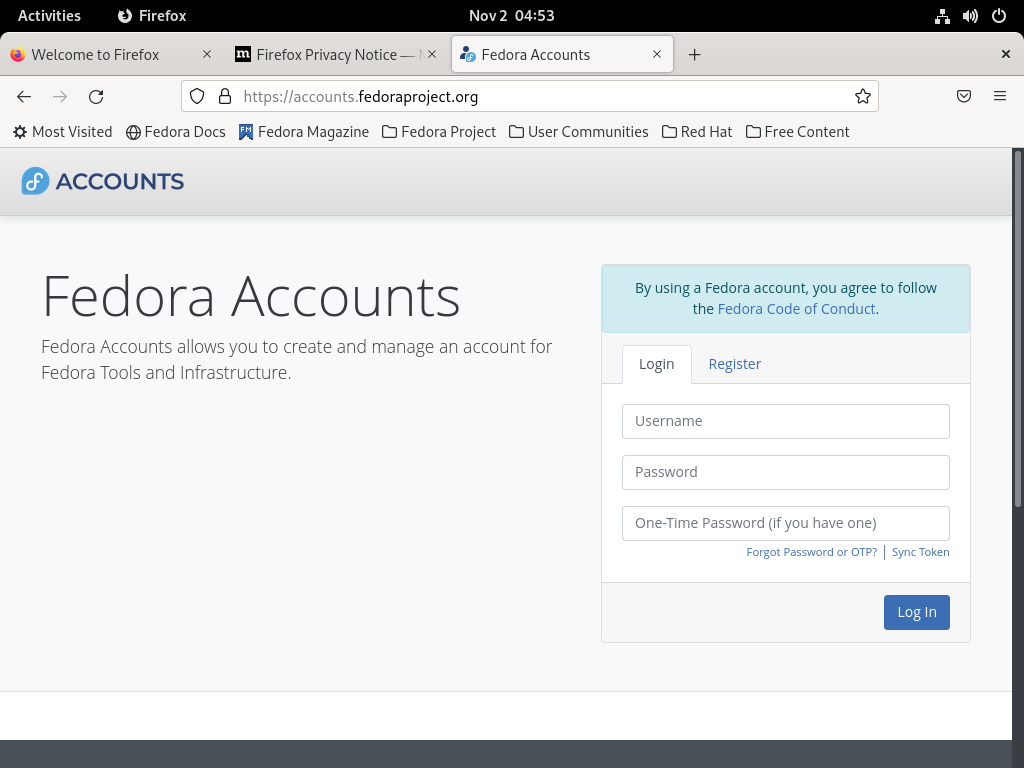 Activities Firefox Nov 2 04:53
Welcome to Firefox Firefox Privacy Notice — Fedora Accounts
https://accounts.fedoraproject.org
Most Visited Fedora Docs Fedora Magazine Fedora Project User Communities Red Hat Free Content
ACCOUNTS
Fedora Accounts
Fedora Accounts allows you to create and manage an account for
Fedora Tools and Infrastructure.
By using a Fedora account, you agree to follow
the Fedora Code of Conduct.
Login Register
Username
Password
One-Time Password (if you have one)
Forgot Password or OTP? | Sync Token
Log In